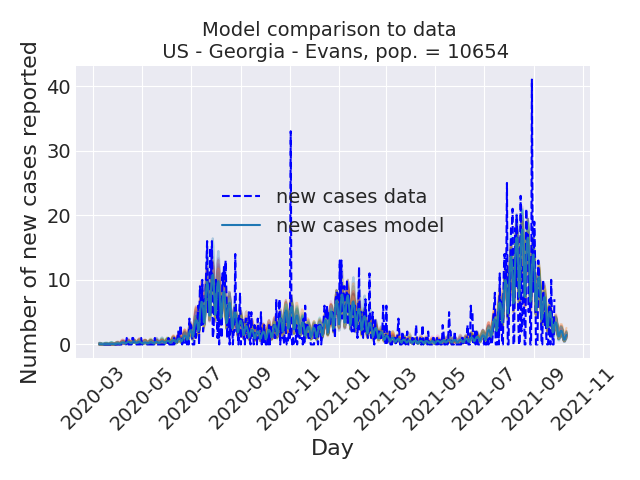 Model comparison to data
US - Georgia - Evans, pop. = 10654
Number of new cases reported
40
30
20
10
0
new cases data
new cases model
2020-03
2020-05
2020-07
2020-09
2020-11
2021-01
2021-03
2021-05
2021-07
2021-09
2021-11
Day